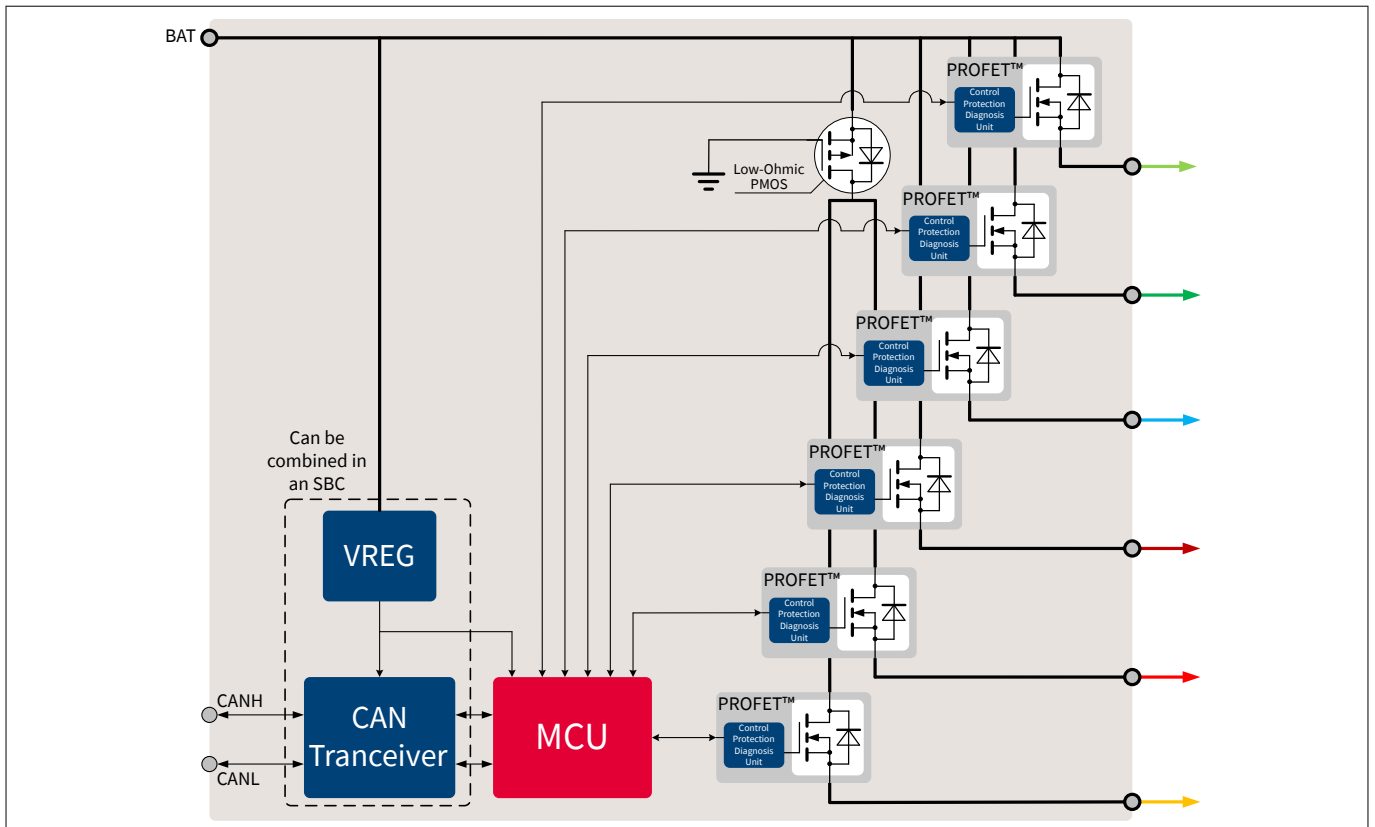 BAT
PROFET™
Control
Protection
Diagnosis
Unit
Low-Ohmic
PMOS
PROFET™
Control
Protection
Diagnosis
Unit
PROFET™
Control
Protection
Diagnosis
Unit
Can be
combined in
an SBC
PROFET™
Control
Protection
Diagnosis
Unit
VREG
PROFET™
Control
Protection
Diagnosis
Unit
CANH
CAN
Tranceiver
MCU
PROFET™
Control
Protection
Diagnosis
Unit
CANL